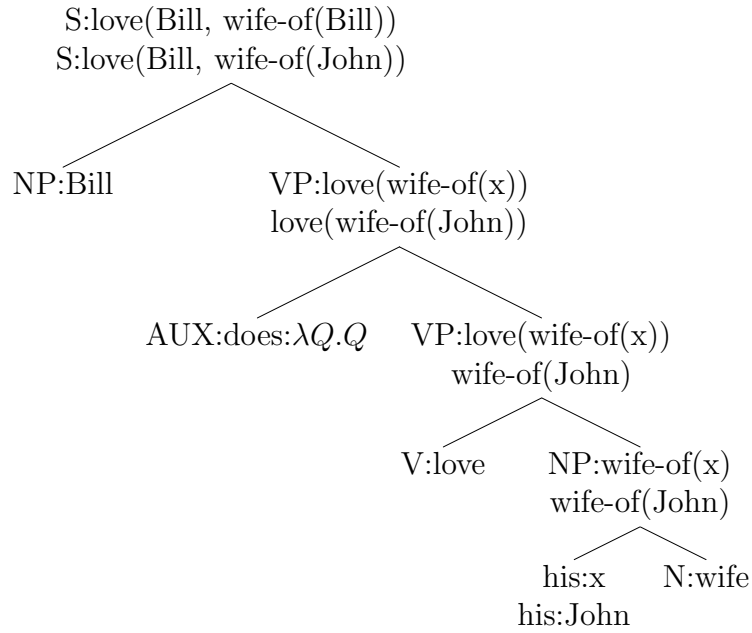 S:love(Bill, wife-of(Bill))
S:love(Bill, wife-of(John))
NP:Bill
VP:love(wife-of(x))
love(wife-of(John))
AUX:does:λQ.Q
VP:love(wife-of(x))
wife-of(John)
V:love
NP:wife-of(x)
wife-of(John)
his:x
his:John
N:wife